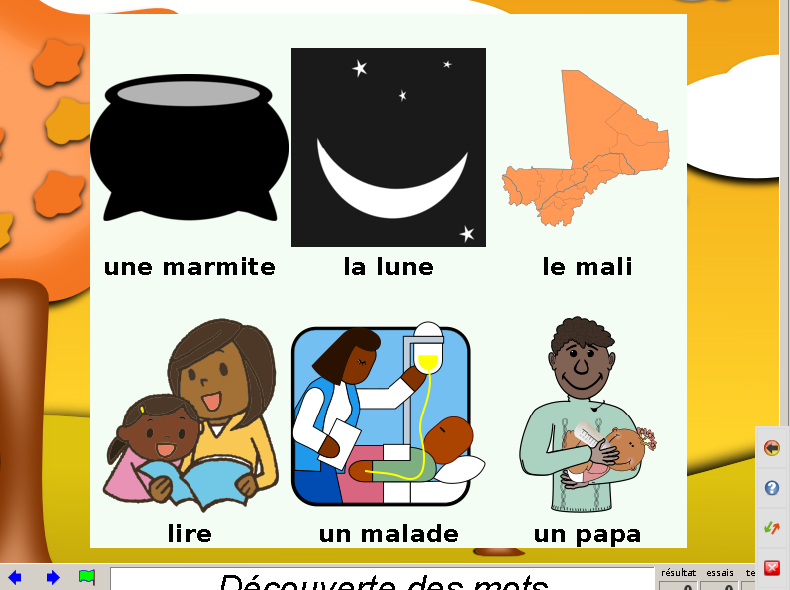 une marmite la lune le mali
lire un malade un papa
Découverte des mots
résultat essais